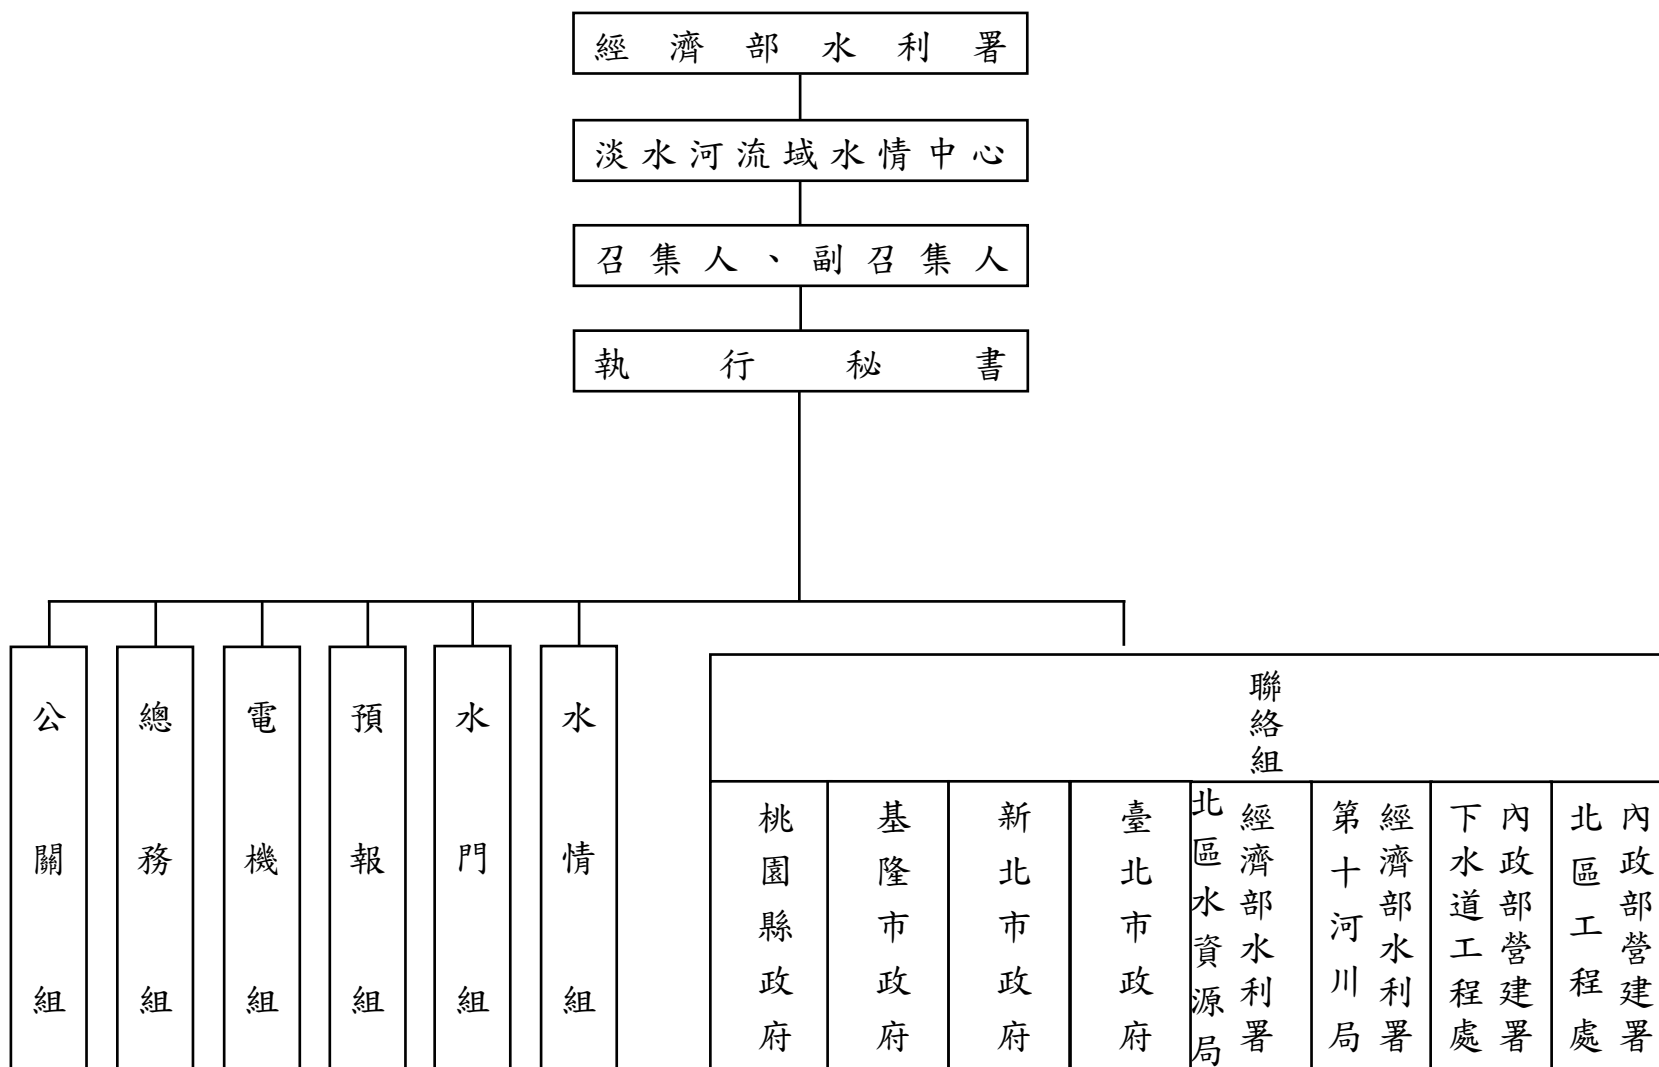 經濟部水利署
淡水河流域水情中心
召集人、副召集人
執行秘書
公關組
總務組
電機組
預報組
水門組
水情組
聯絡組
桃園縣政府
基隆市政府
新北市政府
臺北市政府
經濟部水利署
北區水資源局
經濟部水利署
第十河川局
內政部營建署
下水道工程處
內政部營建署
北區工程處